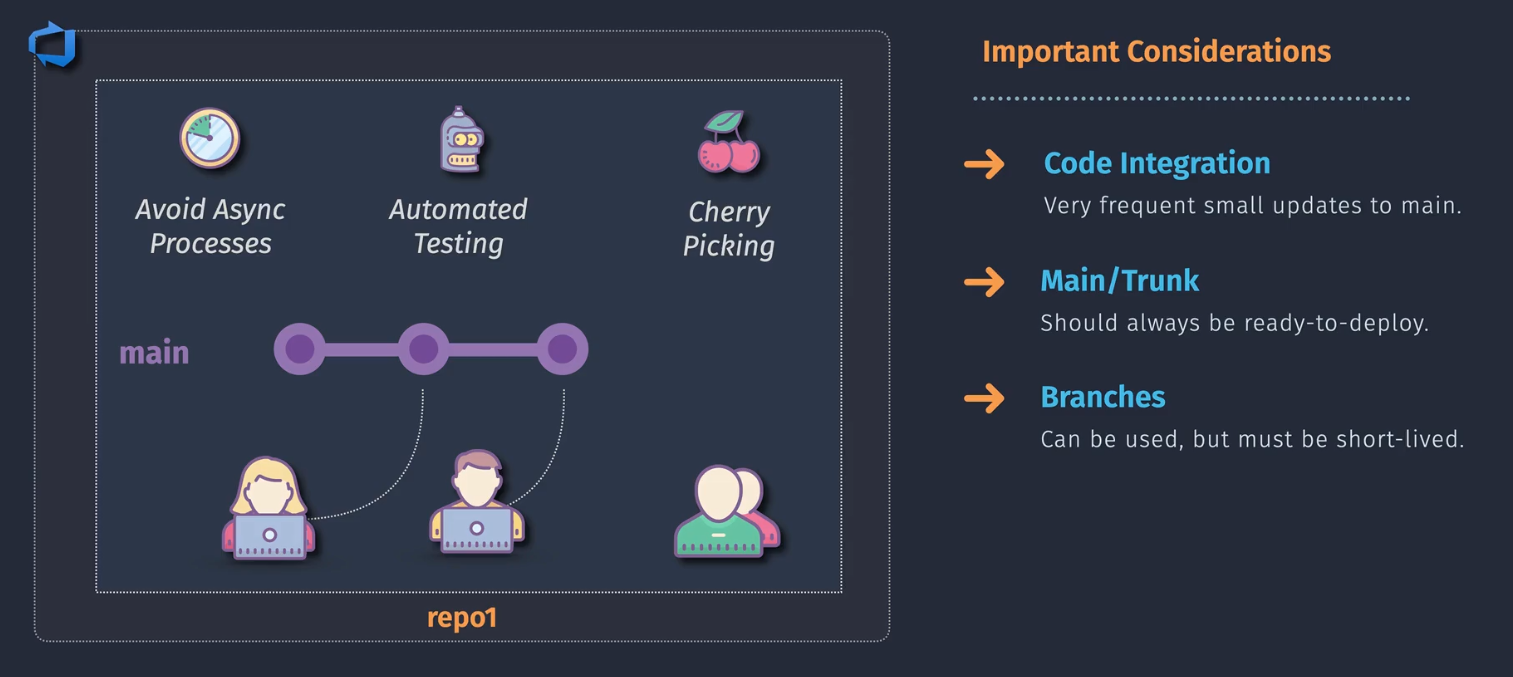 Important Considerations
Avoid Async
Processes
Automated
Testing
Cherry
Picking
main
repo1
Code Integration
Very frequent small updates to main.
Main/Trunk
Should always be ready-to-deploy.
Branches
Can be used, but must be short-lived.